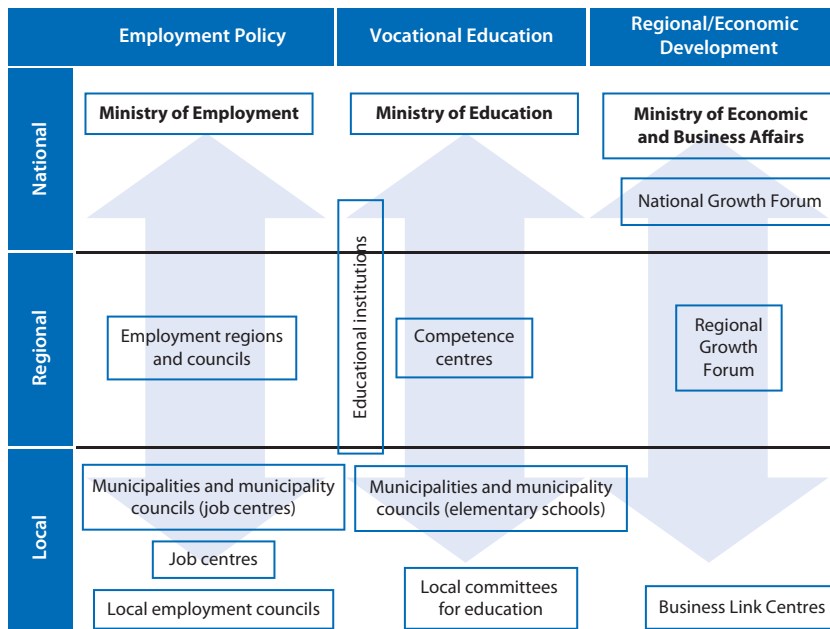 Employment Policy
Vocational Education
Regional/Economic
Development
National
Ministry of Employment
Ministry of Education
Ministry of Economic
and Business Affairs
National Growth Forum
Educational institutions
Regional
Employment regions
and councils
Competence
centres
Regional
Growth
Forum
Local
Municipalities and municipality
councils (job centres)
Municipalities and municipality
councils (elementary schools)
Job centres
Local employment councils
Local committees
for education
Business Link Centres